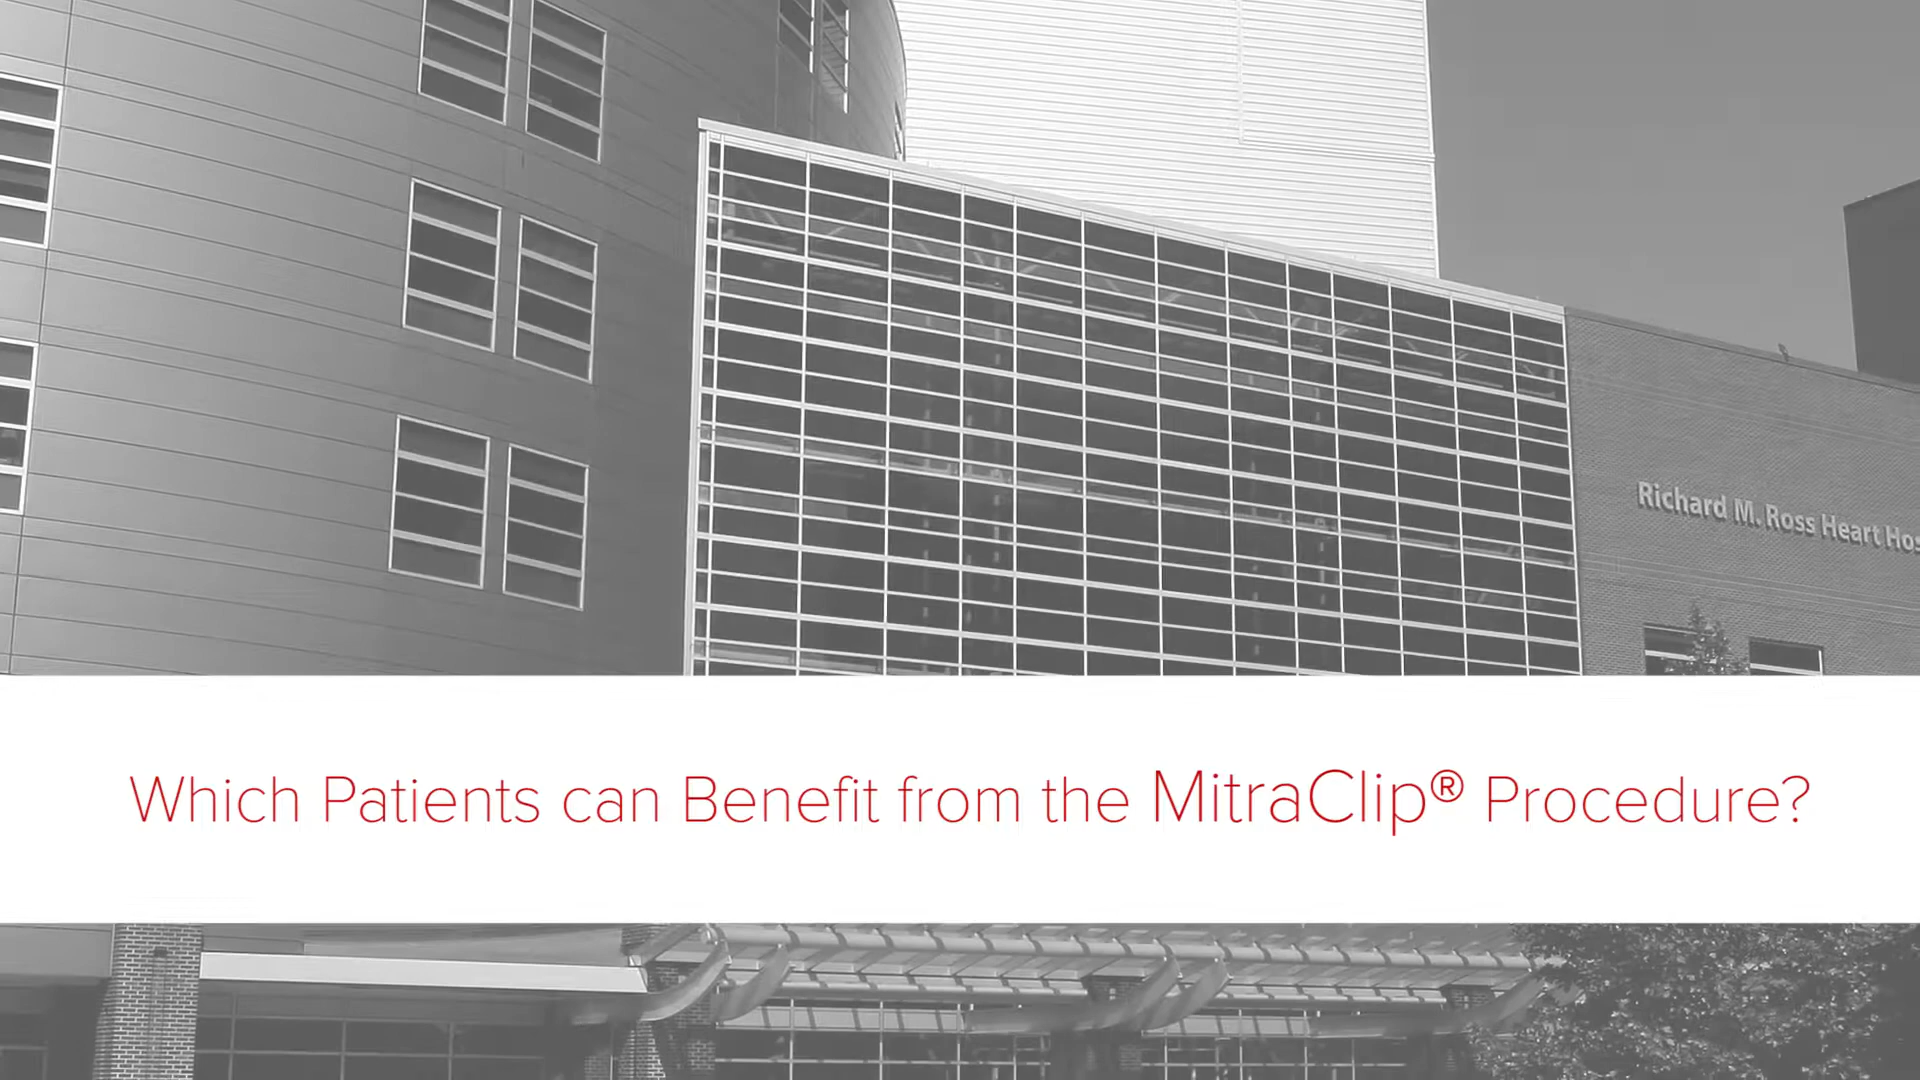 Richard M. Ross Heart
Which Patients can Benefit from the MitraClip® Procedure?